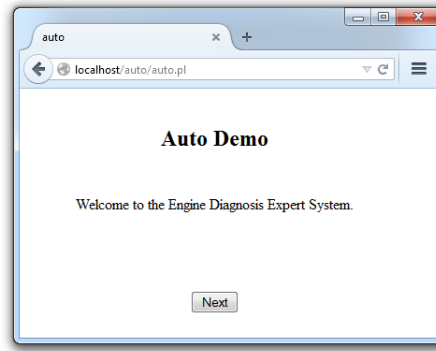 auto
localhost/auto/auto.pl
Auto Demo
Welcome to the Engine Diagnosis Expert System.
Next